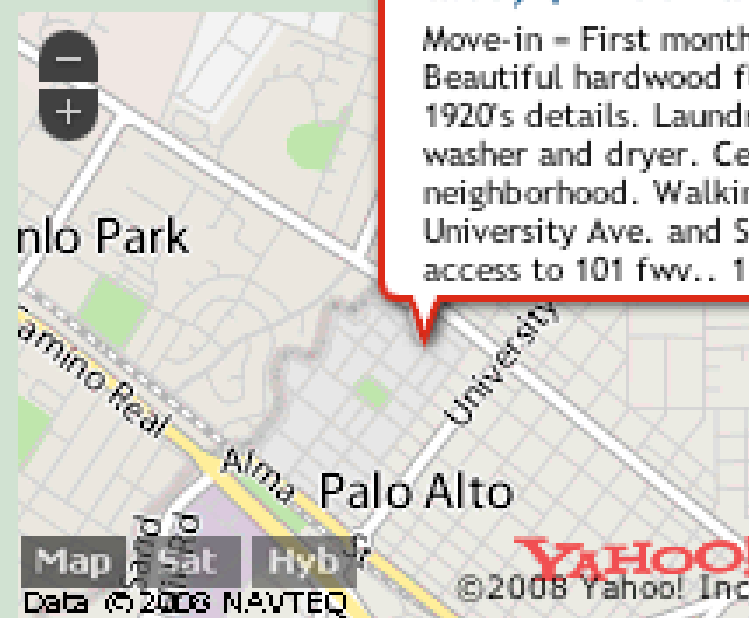 Move-in = First month
Beautiful hardwood f
1920's details. Laund
washer and dryer. Ce
neighborhood. Walkin
University Ave. and S
access to 101 fwy.. 1
−
+
nlo Park
University
amino Real
Alma
Palo Alto
Sand
Rd
Map Sat Hyb
YAHOO!
©2008 Yahoo! Inc
Data © 2008 NAVTEQ